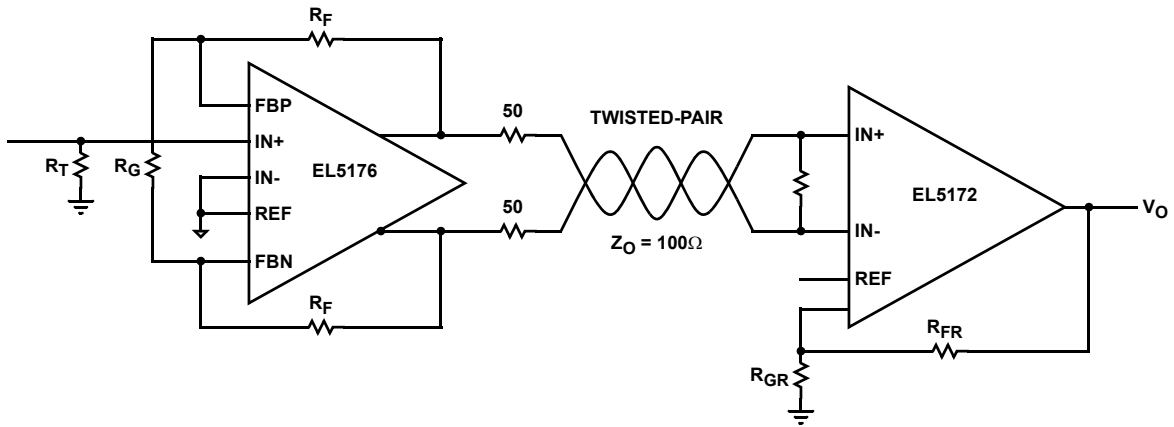 RF
50
FBP
TWISTED-PAIR
IN+
IN+
RT
RG
IN-
EL5176
EL5172
VO
REF
50
IN-
FBN
ZO = 100Ω
REF
RF
RFR
RGR